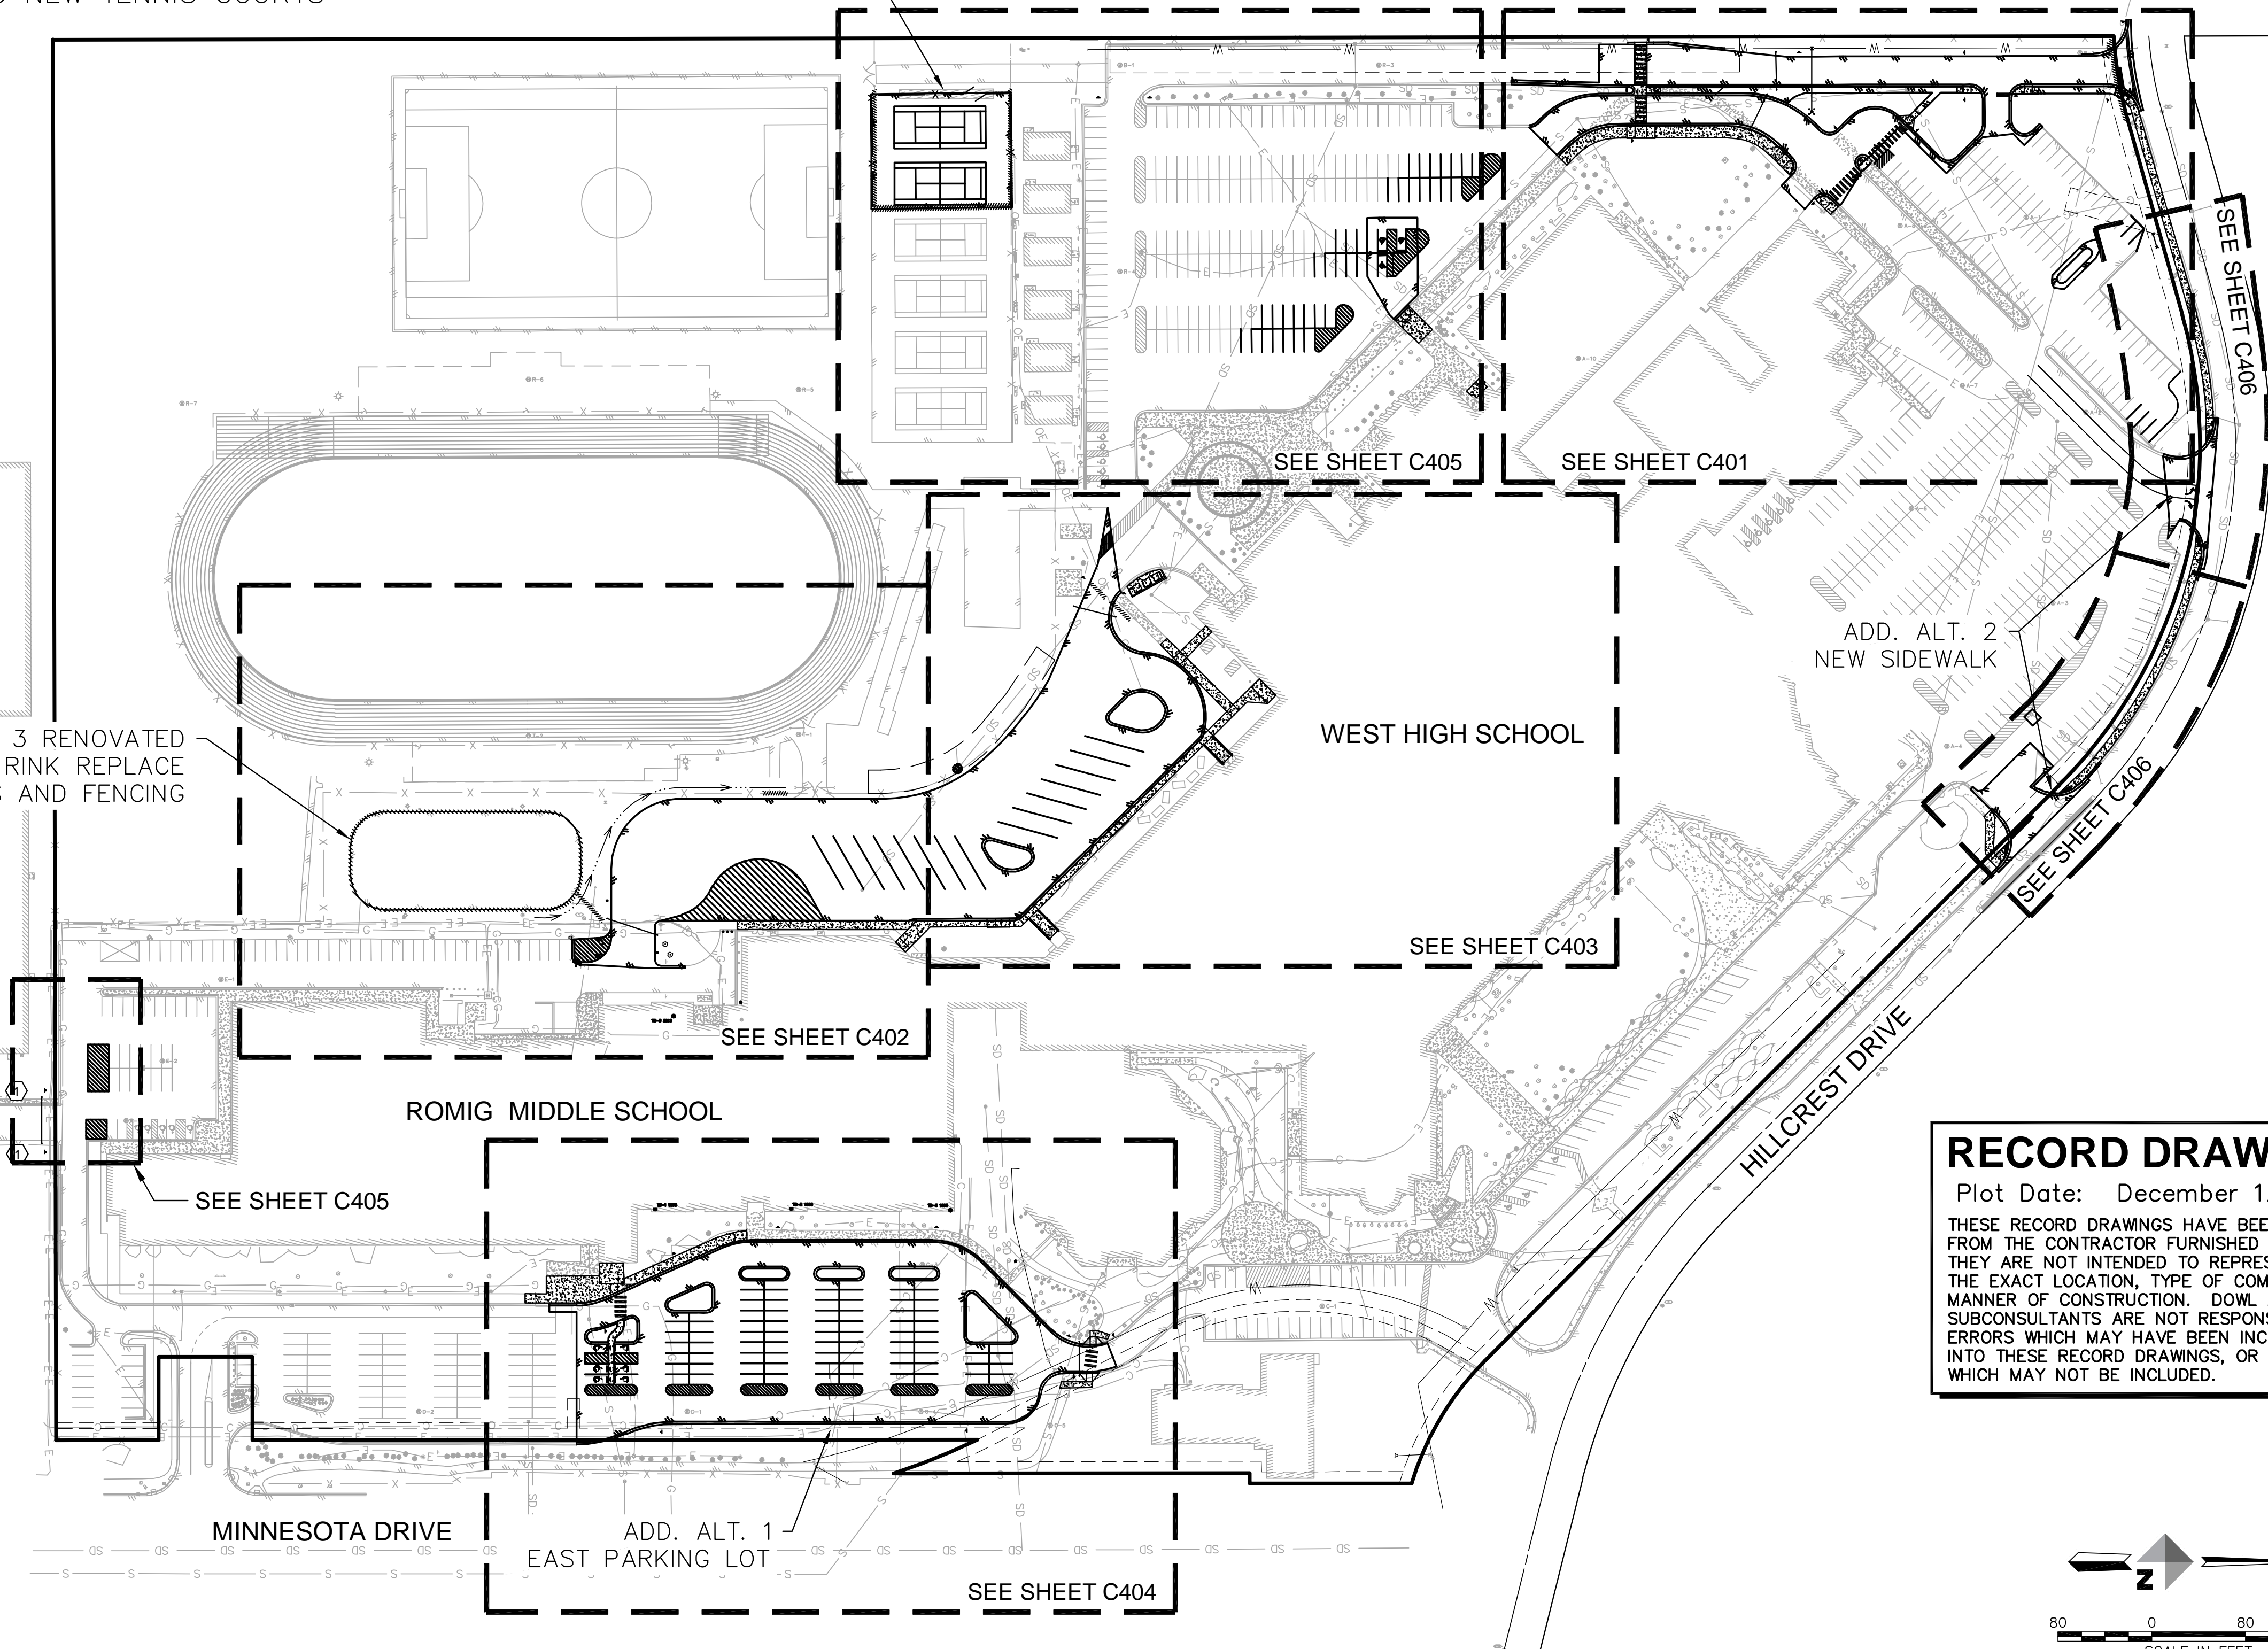 NEW TENNIS COURTS
SEE SHEET C405
SEE SHEET C401
SEE SHEET C406
ADD. ALT. 2
NEW SIDEWALK
WEST HIGH SCHOOL
3 RENOVATED
RINK REPLACE
AND FENCING
SEE SHEET C406
SEE SHEET C403
SEE SHEET C402
HILLCREST DRIVE
ROMIG MIDDLE SCHOOL
SEE SHEET C405
RECORD DRAW
Plot Date: December 1
THESE RECORD DRAWINGS HAVE BEE
FROM THE CONTRACTOR FURNISHED
THEY ARE NOT INTENDED TO REPRES
THE EXACT LOCATION, TYPE OF COM
MANNER OF CONSTRUCTION. DOWL
SUBCONSULTANTS ARE NOT RESPONS
ERRORS WHICH MAY HAVE BEEN INC
INTO THESE RECORD DRAWINGS, OR
WHICH MAY NOT BE INCLUDED.
MINNESOTA DRIVE
ADD. ALT. 1
EAST PARKING LOT
SEE SHEET C404
N
80 0 80
SCALE IN FEET